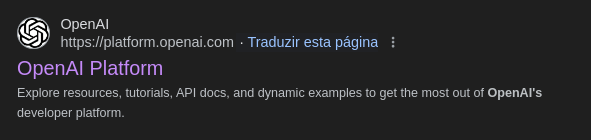 OpenAI
https://platform.openai.com · Traduzir esta página
OpenAI Platform
Explore resources, tutorials, API docs, and dynamic examples to get the most out of OpenAI's
developer platform.